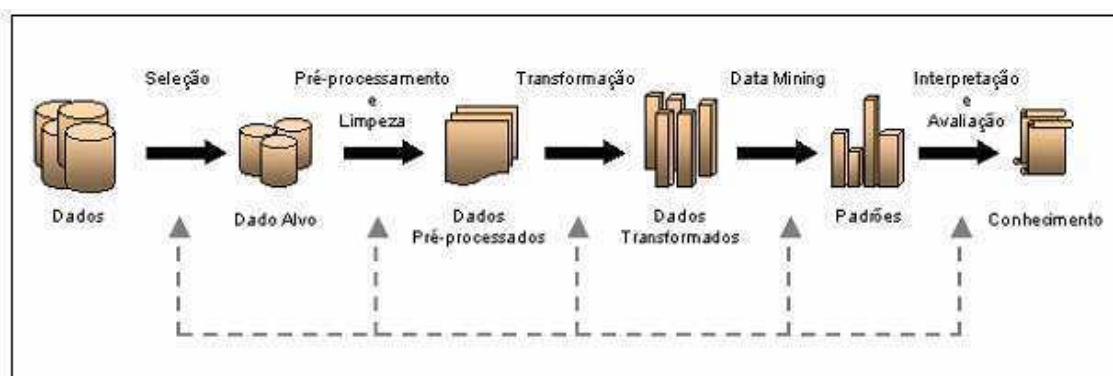 Seleção
Pré-processamento
e
Limpeza
Transformação
Data Mining
Interpretação
e
Avaliação
Dados
Dado Alvo
Dados
Pré-processados
Dados
Transformados
Padrões
Conhecimento